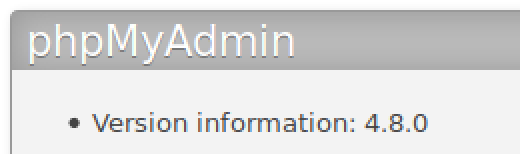 phpMyAdmin
• Version information: 4.8.0